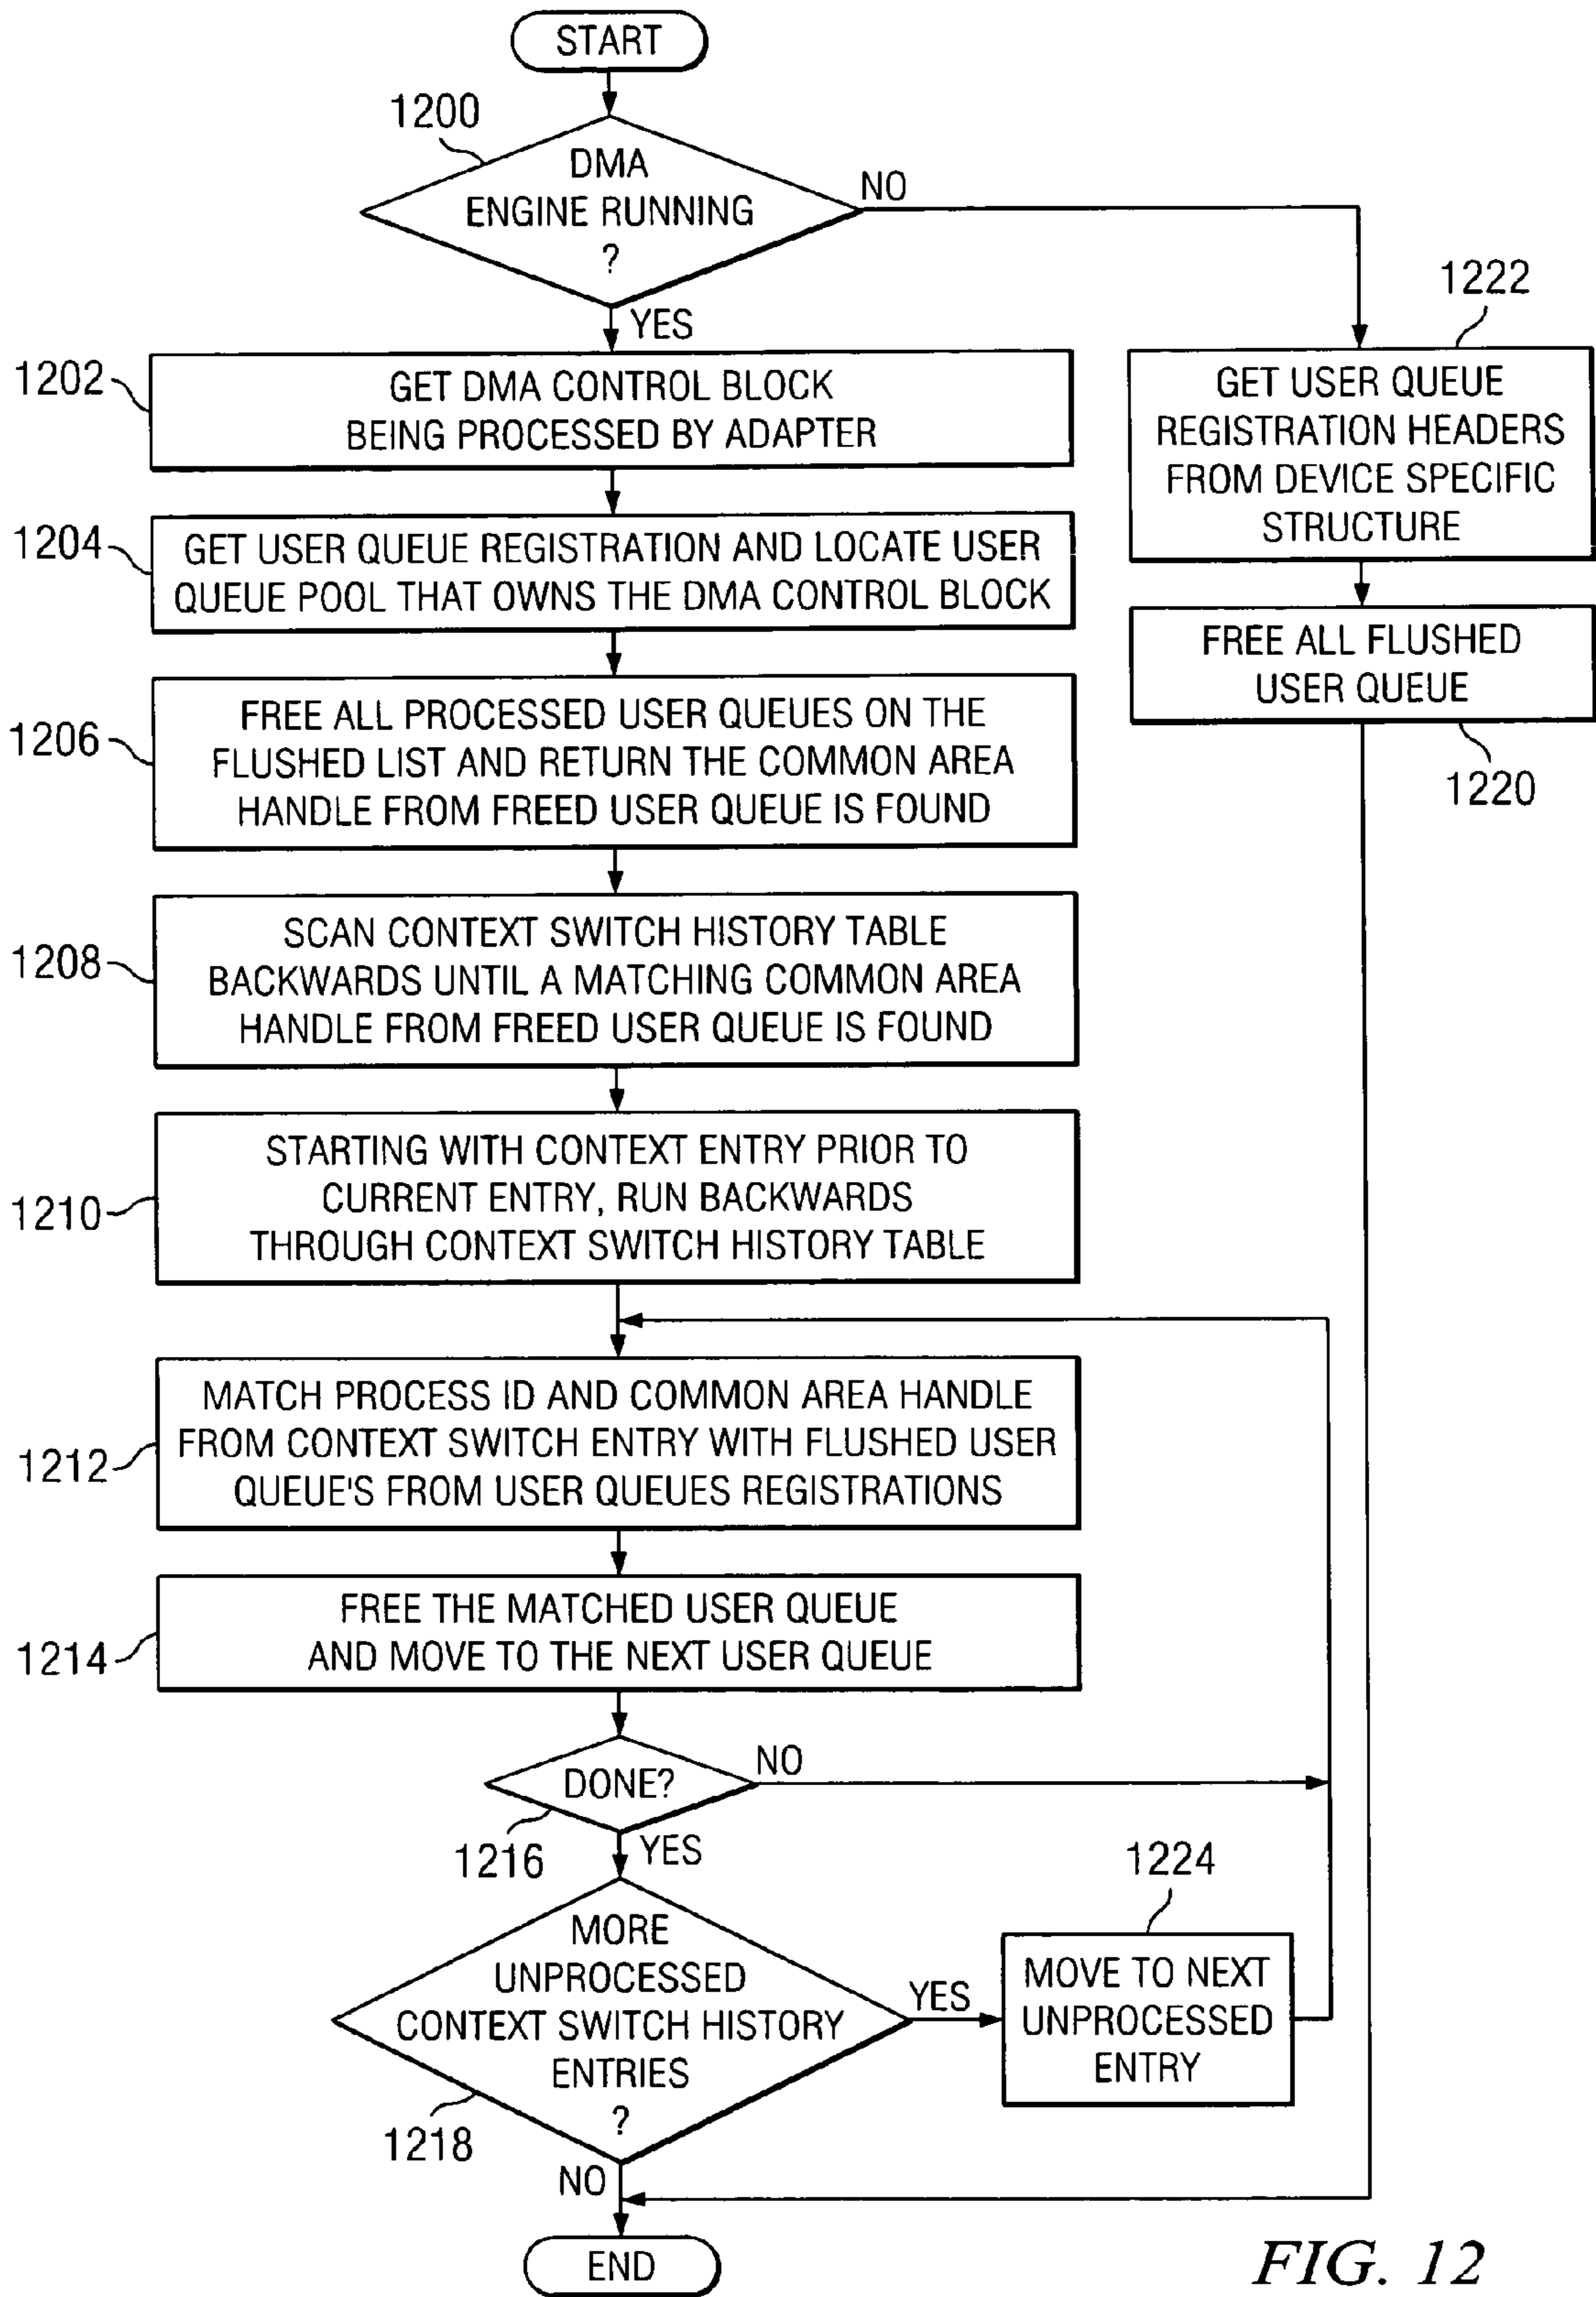 START
1200
DMA
ENGINE RUNNING
?
NO
YES
1222
1202
GET DMA CONTROL BLOCK
BEING PROCESSED BY ADAPTER
GET USER QUEUE
REGISTRATION HEADERS
FROM DEVICE SPECIFIC
STRUCTURE
1204
GET USER QUEUE REGISTRATION AND LOCATE USER
QUEUE POOL THAT OWNS THE DMA CONTROL BLOCK
FREE ALL FLUSHED
USER QUEUE
1220
1206
FREE ALL PROCESSED USER QUEUES ON THE
FLUSHED LIST AND RETURN THE COMMON AREA
HANDLE FROM FREED USER QUEUE IS FOUND
1208
SCAN CONTEXT SWITCH HISTORY TABLE
BACKWARDS UNTIL A MATCHING COMMON AREA
HANDLE FROM FREED USER QUEUE IS FOUND
1210
STARTING WITH CONTEXT ENTRY PRIOR TO
CURRENT ENTRY, RUN BACKWARDS
THROUGH CONTEXT SWITCH HISTORY TABLE
1212
MATCH PROCESS ID AND COMMON AREA HANDLE
FROM CONTEXT SWITCH ENTRY WITH FLUSHED USER
QUEUE'S FROM USER QUEUES REGISTRATIONS
1214
FREE THE MATCHED USER QUEUE
AND MOVE TO THE NEXT USER QUEUE
DONE?
NO
1216
YES
1224
MORE
UNPROCESSED
CONTEXT SWITCH HISTORY
ENTRIES
?
YES
MOVE TO NEXT
UNPROCESSED
ENTRY
1218
NO
END
FIG. 12